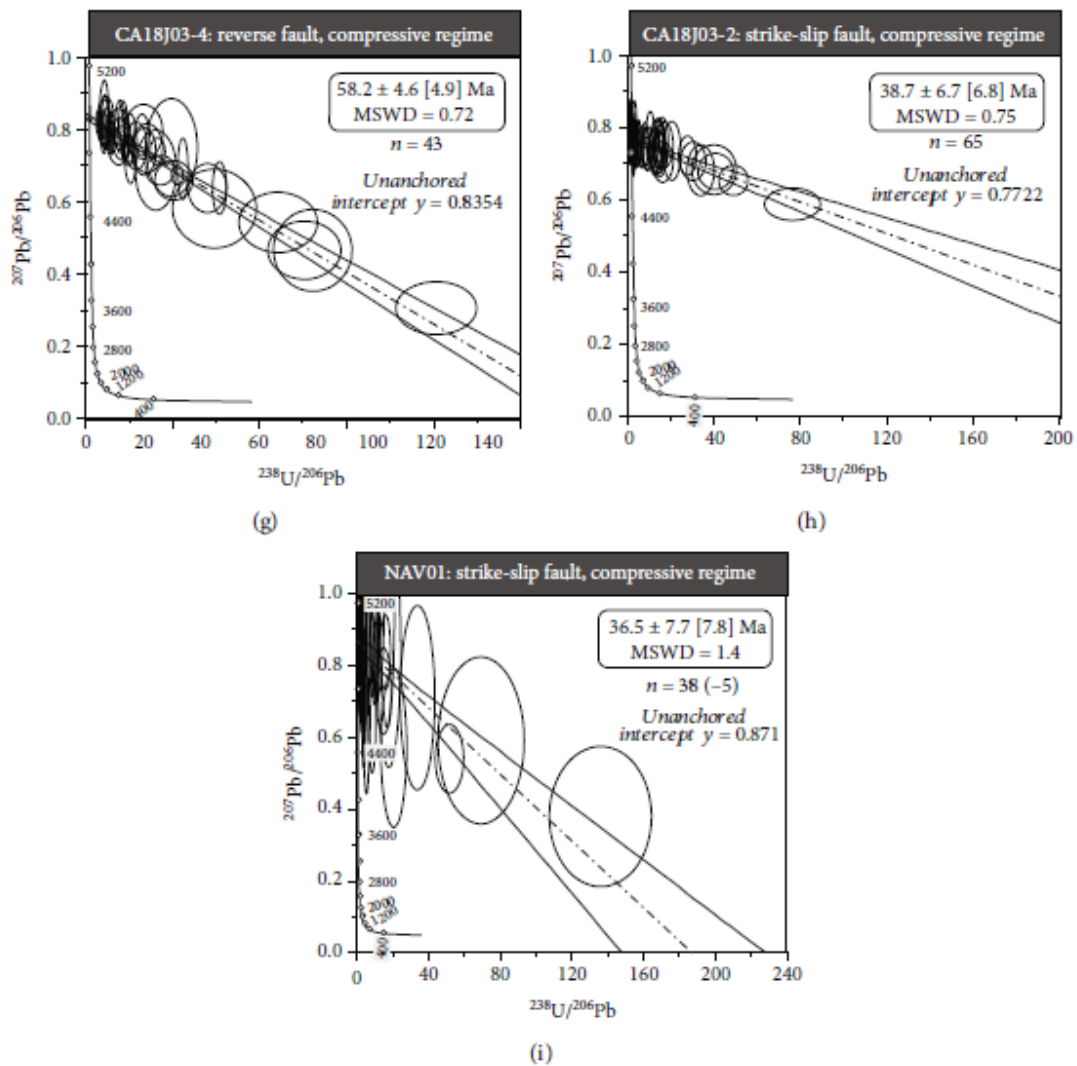 CA18J03-4: reverse fault, compressive regime
1.0
0.8
0.6
0.4
0.2
0.0
²⁰⁷Pb/²⁰⁶Pb
5200
4400
3600
2800
2000
1200
400
58.2 ± 4.6 [4.9] Ma
MSWD = 0.72
n = 43
Unanchored
intercept y = 0.8354
0 20 40 60 80 100 120 140
²³⁸U/²⁰⁶Pb
(g)
CA18J03-2: strike-slip fault, compressive regime
1.0
0.8
0.6
0.4
0.2
0.0
²⁰⁷Pb/²⁰⁶Pb
5200
4400
3600
2800
2000
1200
400
38.7 ± 6.7 [6.8] Ma
MSWD = 0.75
n = 65
Unanchored
intercept y = 0.7722
0 40 80 120 160 200
²³⁸U/²⁰⁶Pb
(h)
NAV01: strike-slip fault, compressive regime
1.0
0.8
0.6
0.4
0.2
0.0
²⁰⁷Pb/²⁰⁶Pb
5200
4400
3600
2800
2000
1200
400
36.5 ± 7.7 [7.8] Ma
MSWD = 1.4
n = 38 (–5)
Unanchored
intercept y = 0.871
0 40 80 120 160 200 240
²³⁸U/²⁰⁶Pb
(i)